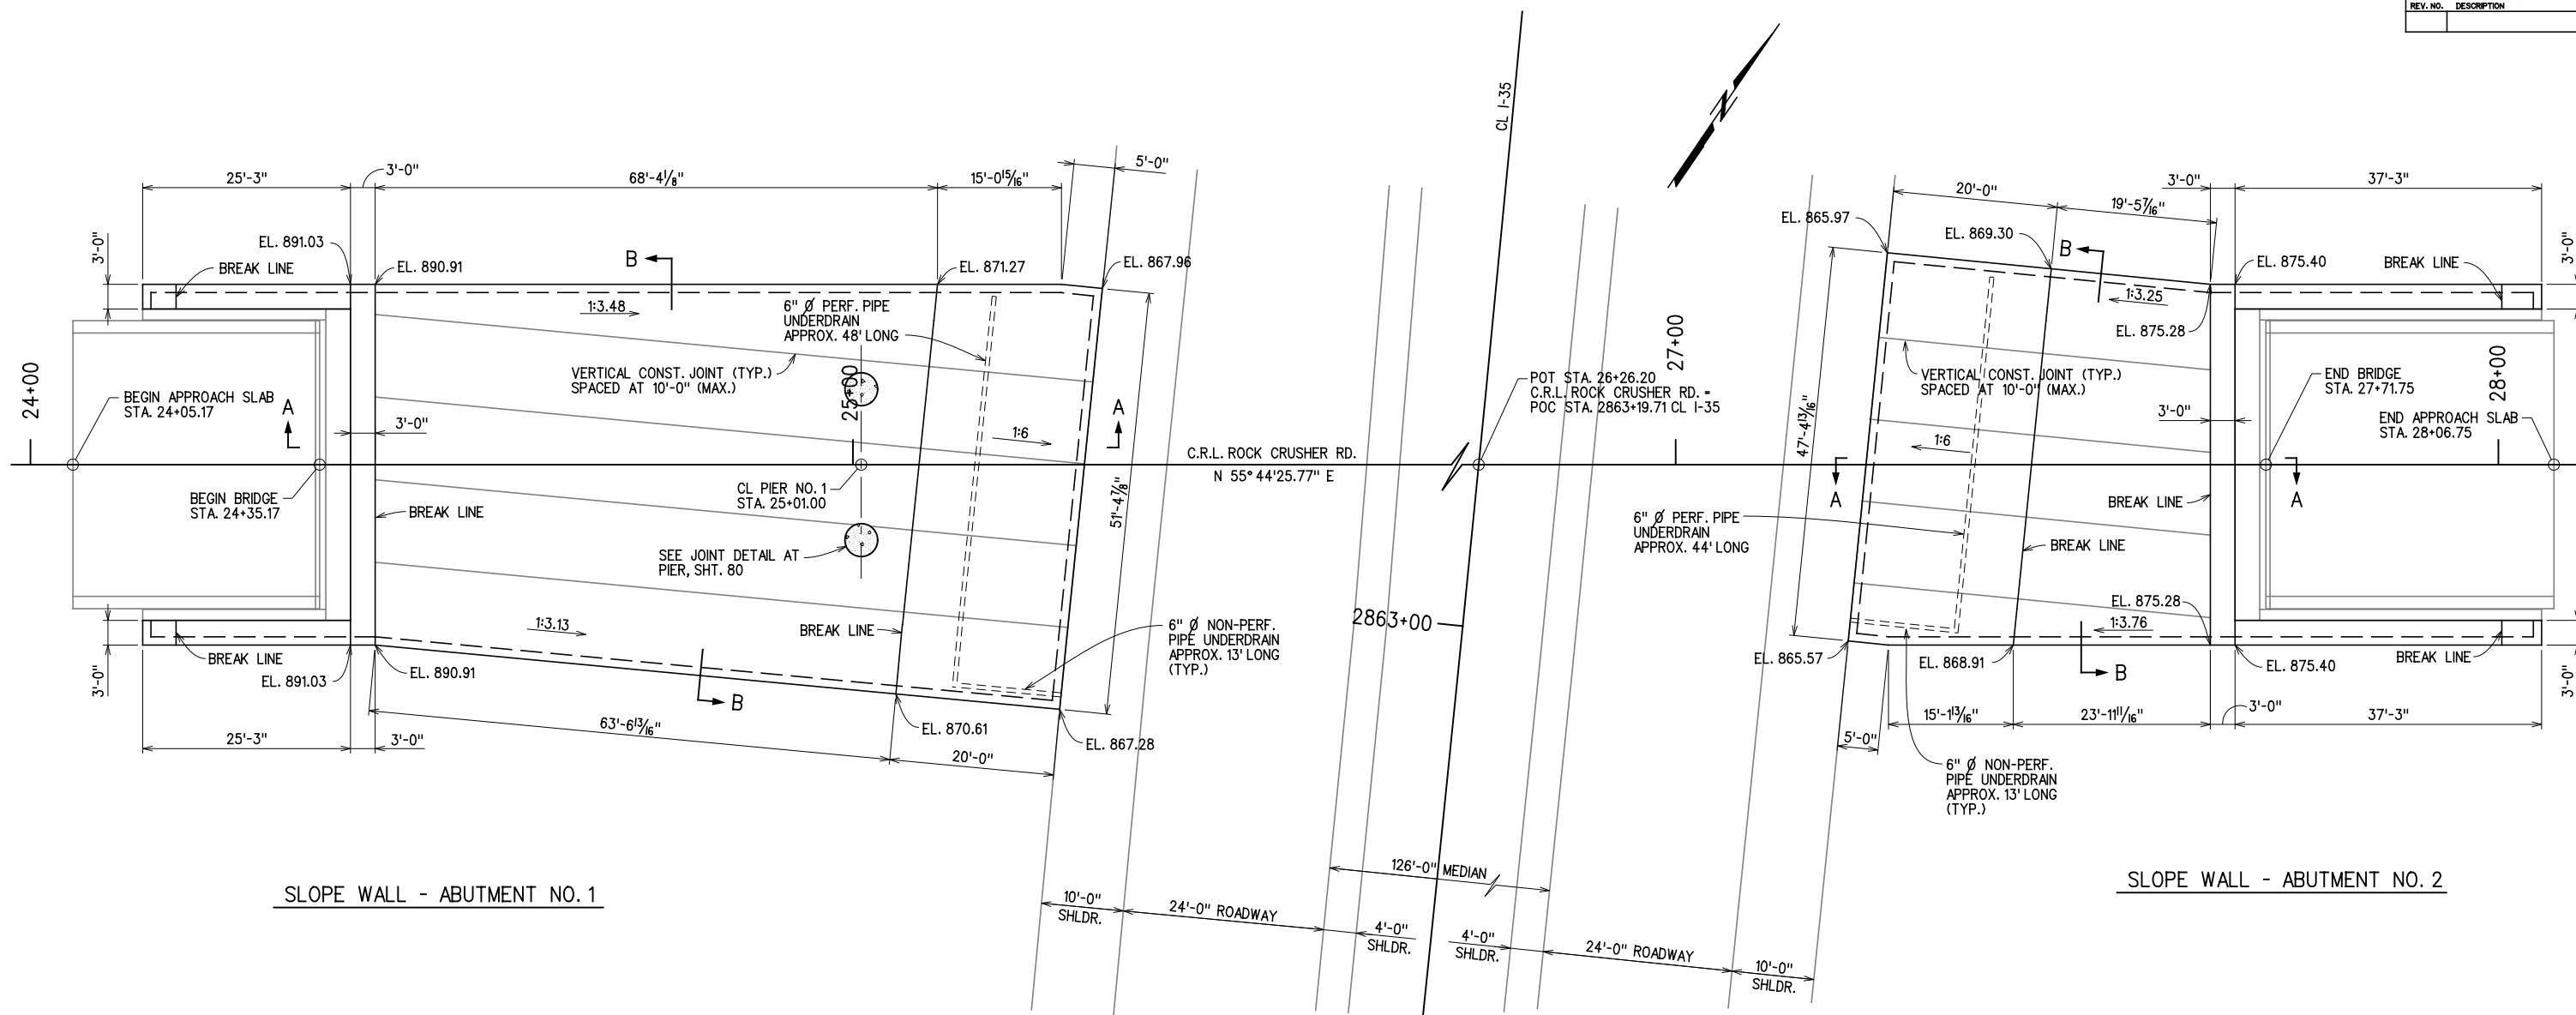 REV. NO. DESCRIPTION
25'-3"
3'-0"
68'-4 1/8"
15'-0 15/16"
5'-0"
3'-0"
EL. 891.03
BREAK LINE
EL. 890.91
B
EL. 871.27
EL. 867.96
1:3.48
6" Ø PERF. PIPE
UNDERDRAIN
APPROX. 48' LONG
VERTICAL CONST. JOINT (TYP.)
SPACED AT 10'-0" (MAX.)
24+00
BEGIN APPROACH SLAB
STA. 24+05.17
A
3'-0"
25+00
1:6
A
C.R.L. ROCK CRUSHER RD.
N 55° 44'25.77" E
BEGIN BRIDGE
STA. 24+35.17
BREAK LINE
CL PIER NO. 1
STA. 25+01.00
51'-4 7/8"
SEE JOINT DETAIL AT
PIER, SHT. 80
1:3.13
BREAK LINE
6" Ø NON-PERF.
PIPE UNDERDRAIN
APPROX. 13' LONG
(TYP.)
3'-0"
BREAK LINE
EL. 891.03
EL. 890.91
B
63'-6 13/16"
EL. 870.61
EL. 867.28
25'-3"
3'-0"
20'-0"
SLOPE WALL - ABUTMENT NO. 1
CL I-35
N
POT STA. 26+26.20
C.R.L. ROCK CRUSHER RD. =
POC STA. 2863+19.71 CL I-35
2863+00
126'-0" MEDIAN
10'-0"
SHLDR.
24'-0" ROADWAY
4'-0"
SHLDR.
4'-0"
SHLDR.
24'-0" ROADWAY
10'-0"
SHLDR.
20'-0"
19'-5 7/16"
3'-0"
37'-3"
EL. 865.97
EL. 869.30
B
EL. 875.40
BREAK LINE
3'-0"
1:3.25
EL. 875.28
27+00
VERTICAL CONST. JOINT (TYP.)
SPACED AT 10'-0" (MAX.)
END BRIDGE
STA. 27+71.75
28+00
END APPROACH SLAB
STA. 28+06.75
47'-4 13/16"
3'-0"
1:6
A
BREAK LINE
A
6" Ø PERF. PIPE
UNDERDRAIN
APPROX. 44' LONG
BREAK LINE
EL. 875.28
1:3.76
EL. 865.57
EL. 868.91
B
EL. 875.40
BREAK LINE
3'-0"
15'-1 13/16"
23'-11 11/16"
3'-0"
37'-3"
5'-0"
6" Ø NON-PERF.
PIPE UNDERDRAIN
APPROX. 13' LONG
(TYP.)
SLOPE WALL - ABUTMENT NO. 2